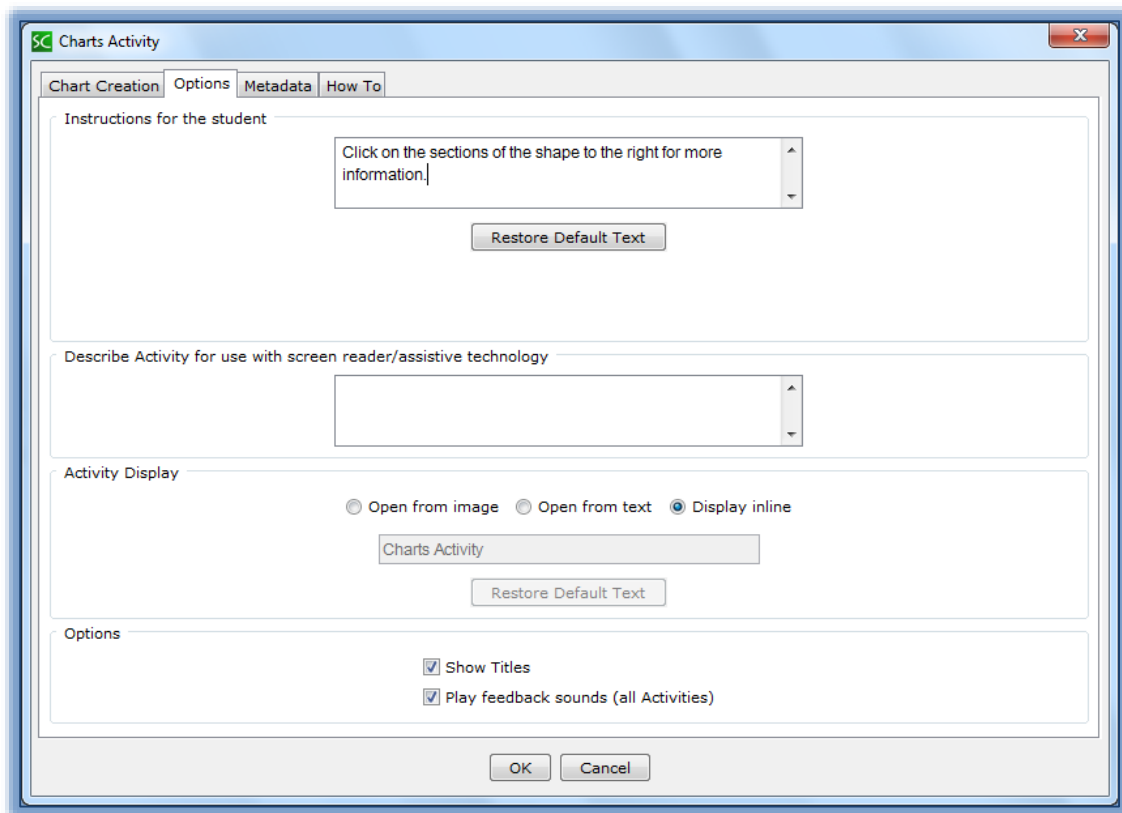 SC Charts Activity
X
Chart Creation Options Metadata How To
Instructions for the student
Click on the sections of the shape to the right for more
information.
Restore Default Text
Describe Activity for use with screen reader/assistive technology
Activity Display
Open from image Open from text Display inline
Charts Activity
Restore Default Text
Options
Show Titles
Play feedback sounds (all Activities)
OK Cancel